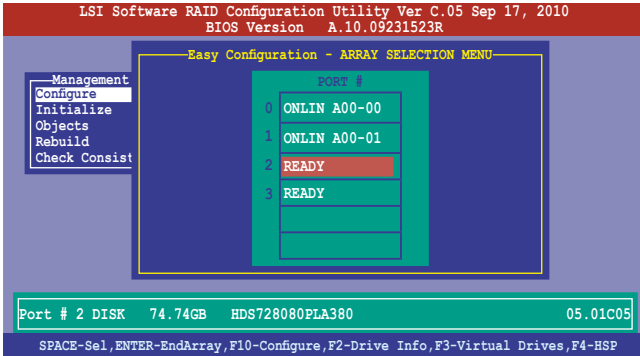 LSI Software RAID Configuration Utility Ver C.05 Sep 17, 2010
BIOS Version A.10.09231523R
Easy Configuration - ARRAY SELECTION MENU
Management
Configure
Initialize
Objects
Rebuild
Check Consist
PORT #
0 ONLIN A00-00
1 ONLIN A00-01
2 READY
3 READY
Port # 2 DISK 74.74GB HDS728080PLA380 05.01C05
SPACE-Sel,ENTER-EndArray,F10-Configure,F2-Drive Info,F3-Virtual Drives,F4-HSP